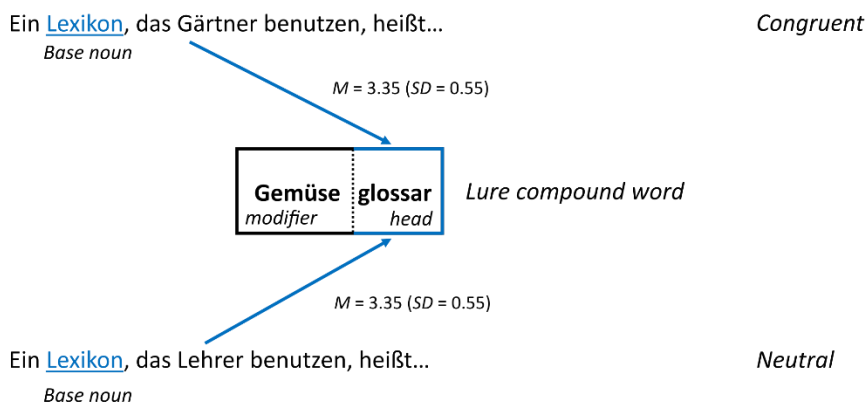 Ein Lexikon, das Gärtner benutzen, heißt… Congruent
Base noun
M = 3.35 (SD = 0.55)
Gemüse glossar Lure compound word
modifier head
M = 3.35 (SD = 0.55)
Ein Lexikon, das Lehrer benutzen, heißt… Neutral
Base noun